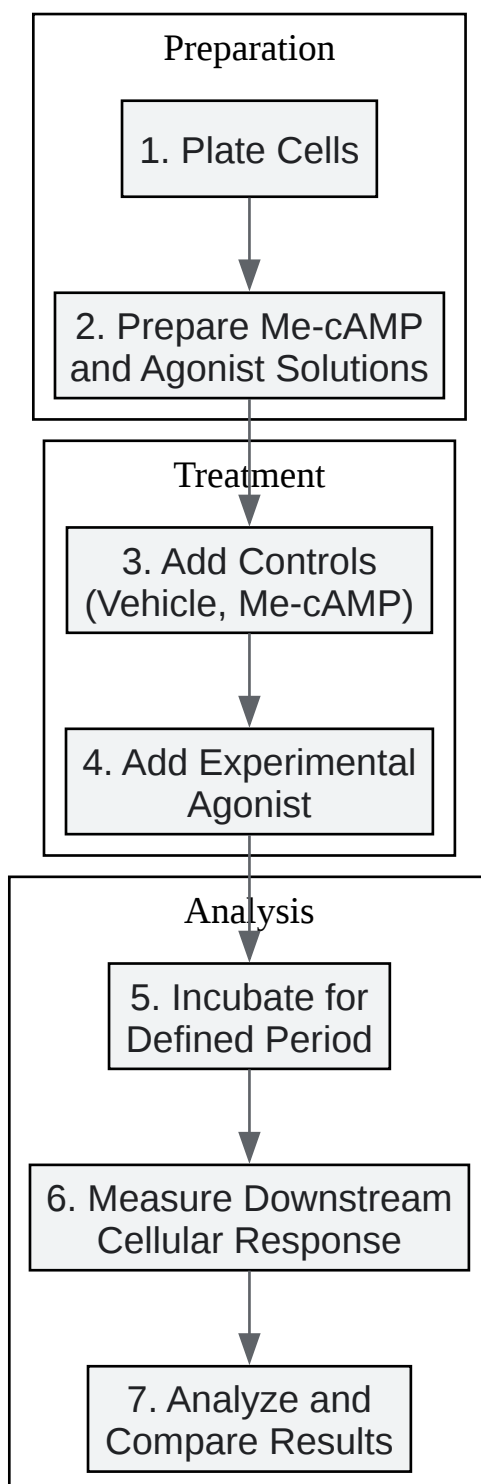 Preparation
1. Plate Cells
2. Prepare Me-cAMP
and Agonist Solutions
Treatment
3. Add Controls
(Vehicle, Me-cAMP)
4. Add Experimental
Agonist
Analysis
5. Incubate for
Defined Period
6. Measure Downstream
Cellular Response
7. Analyze and
Compare Results